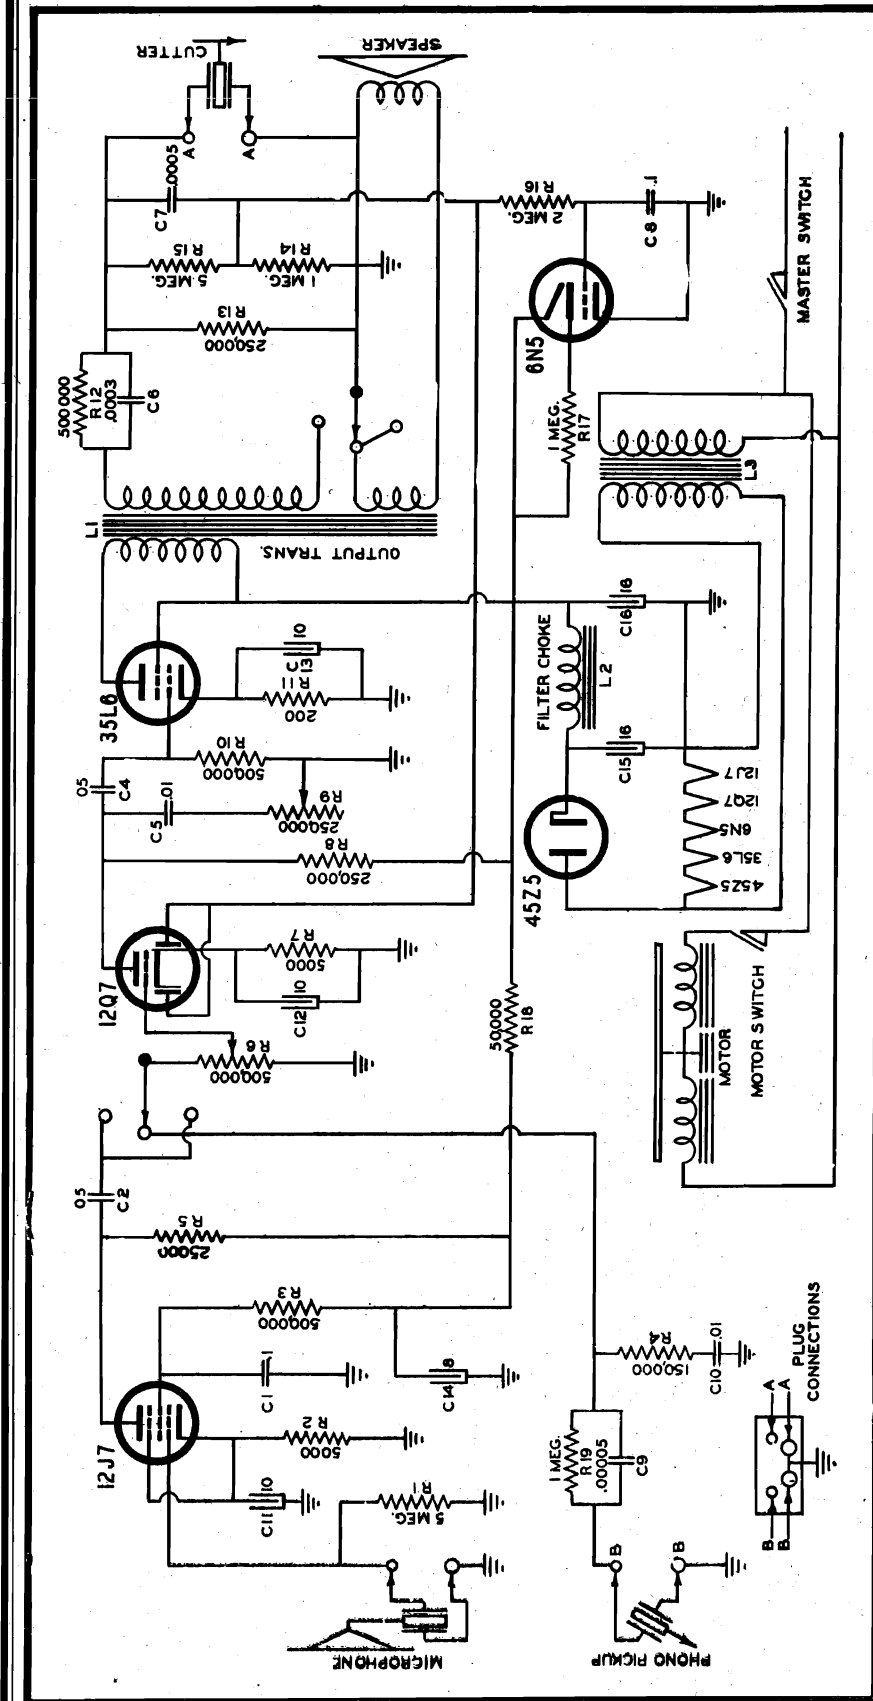 CUTTER
SPEAKER
A
A
C7
.0005
R15
5 MEG.
R14
1 MEG.
R13
250,000
500000
R12
.0003
C6
R16
2 MEG.
C8
.1
6N5
1 MEG.
R17
MASTER SWITCH
L1
OUTPUT TRANS.
L3
35L6
C13
10
R11
200
R10
500,000
05
C4
C5
.01
R9
250,000
R8
250,000
FILTER CHOKE
L2
C16
16
C15
16
45Z5
12J7
12Q7
6N5
35L6
45Z5
12Q7
R7
5000
C12
10
R6
500,000
50,000
R18
MOTOR
MOTOR SWITCH
05
C2
R5
25000
R3
500,000
12J7
C1
.1
C14
8
R2
5000
C11
10
R1
5 MEG.
MICROPHONE
R4
150,000
C10
.01
1 MEG.
R19
.00005
C9
B
B
PHONO PICKUP
PLUG
CONNECTIONS
A
A
B
B